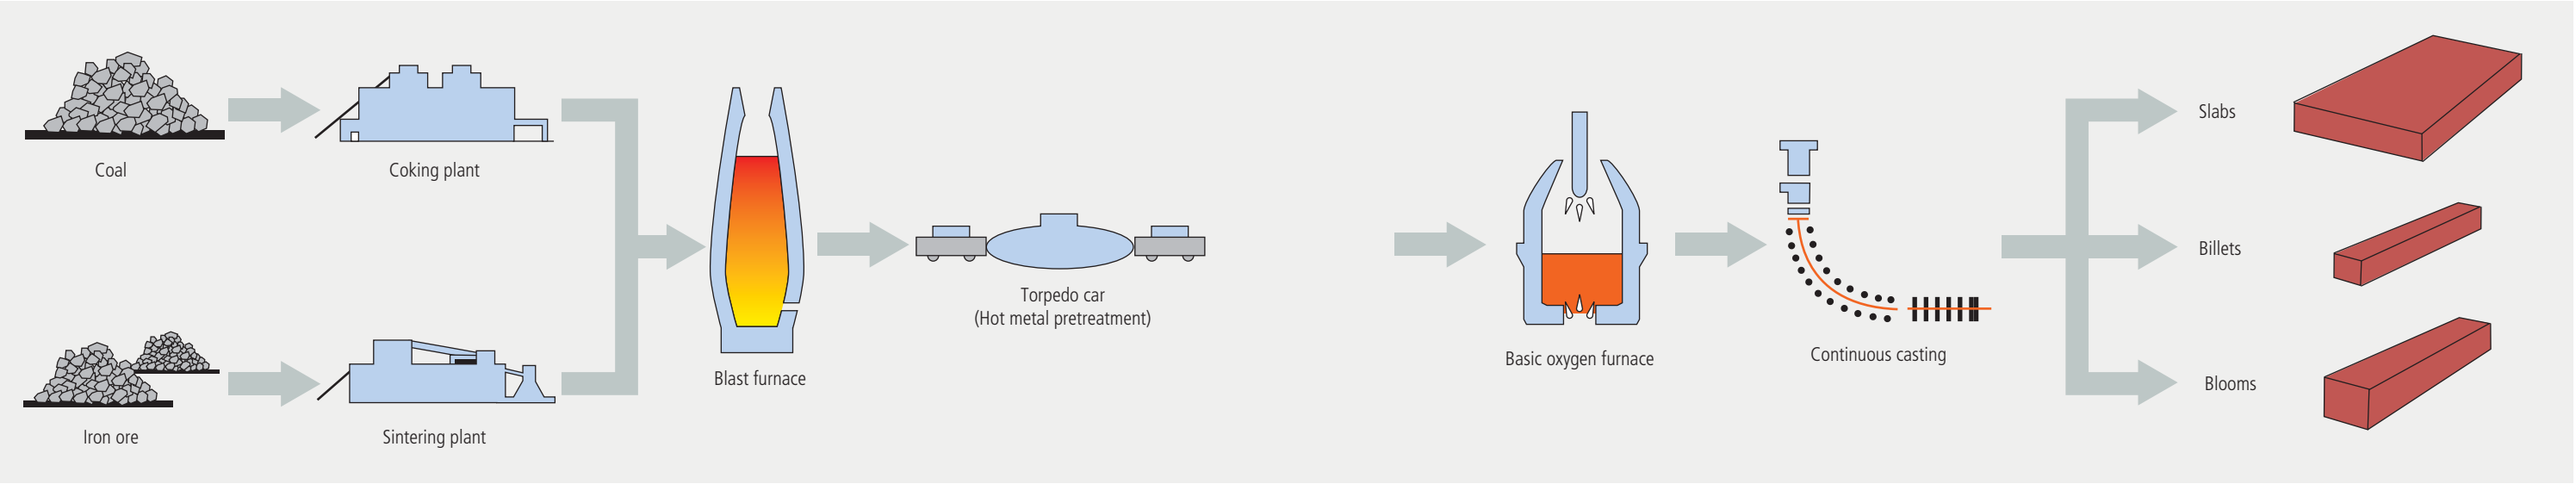 Coal
Coking plant
Iron ore
Sintering plant
Blast furnace
Torpedo car
(Hot metal pretreatment)
Basic oxygen furnace
Continuous casting
Slabs
Billets
Blooms